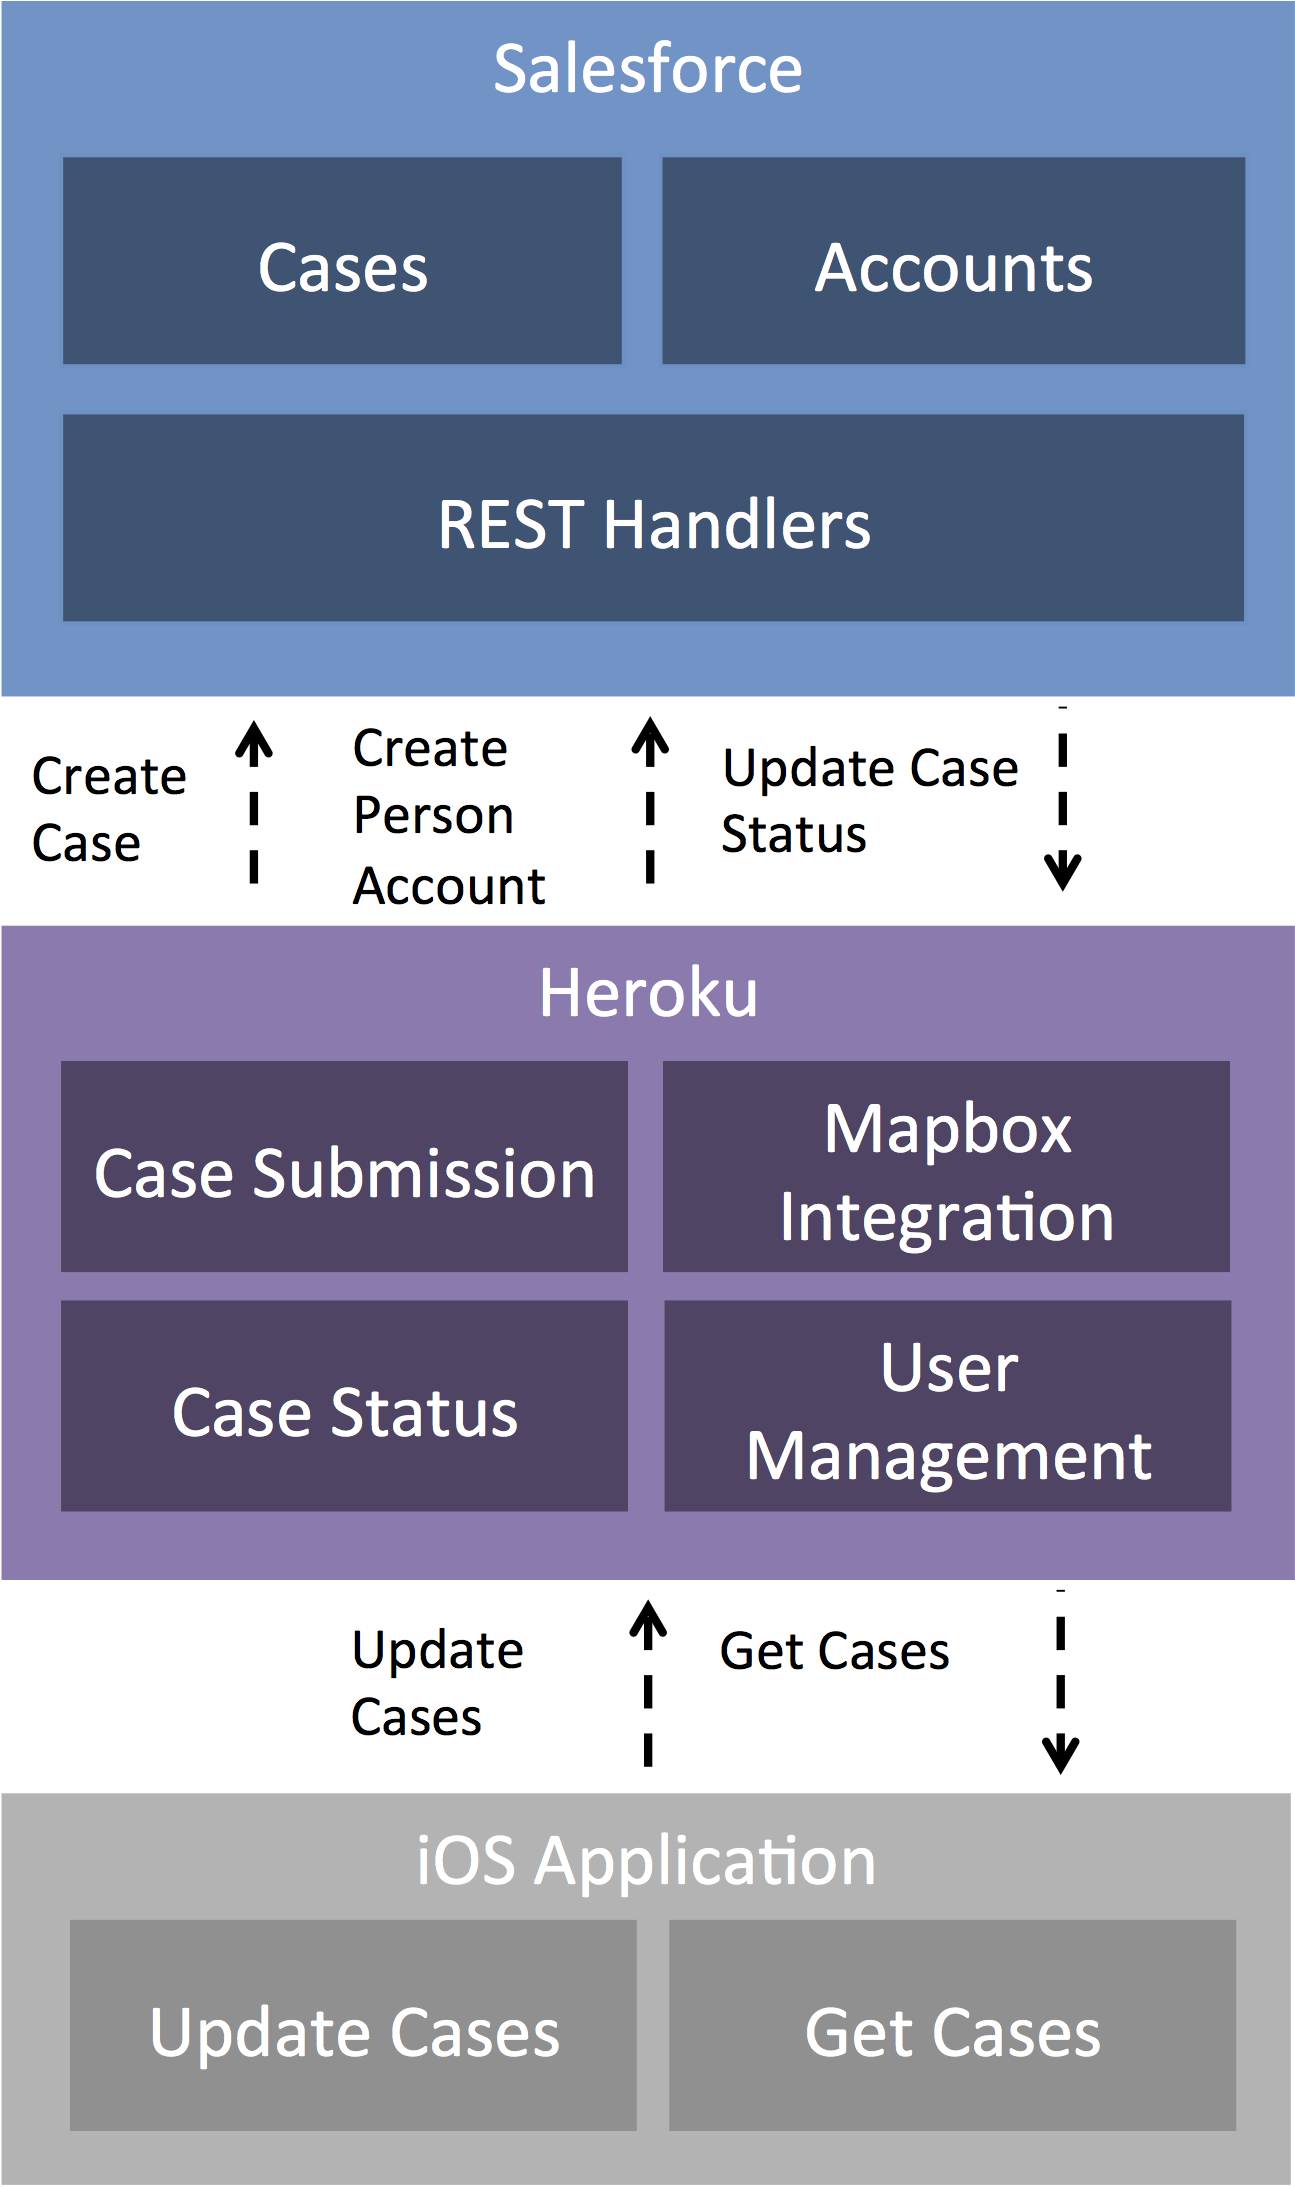 Salesforce
Cases
Accounts
REST Handlers
Create
Case
Create
Person
Account
Update Case
Status
Heroku
Case Submission
Mapbox
Integration
Case Status
User
Management
Update
Cases
Get Cases
iOS Application
Update Cases
Get Cases